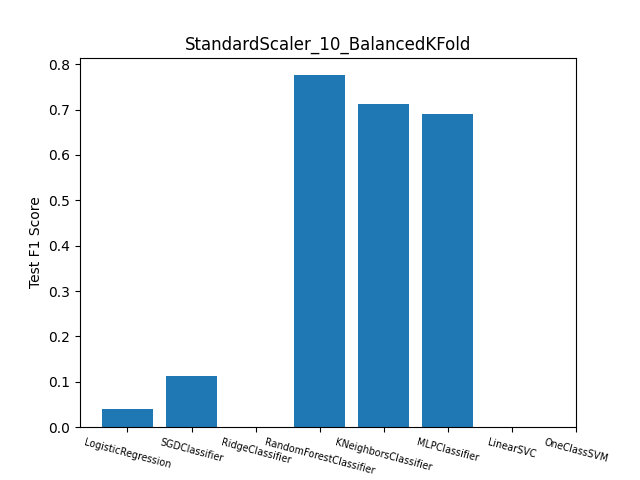 StandardScaler_10_BalancedKFold
0.8
0.7
0.6
0.5
0.4
0.3
0.2
0.1
0.0
Test F1 Score
LogisticRegression
SGDClassifier
RidgeClassifier
RandomForestClassifier
KNeighborsClassifier
MLPClassifier
LinearSVC
OneClassSVM